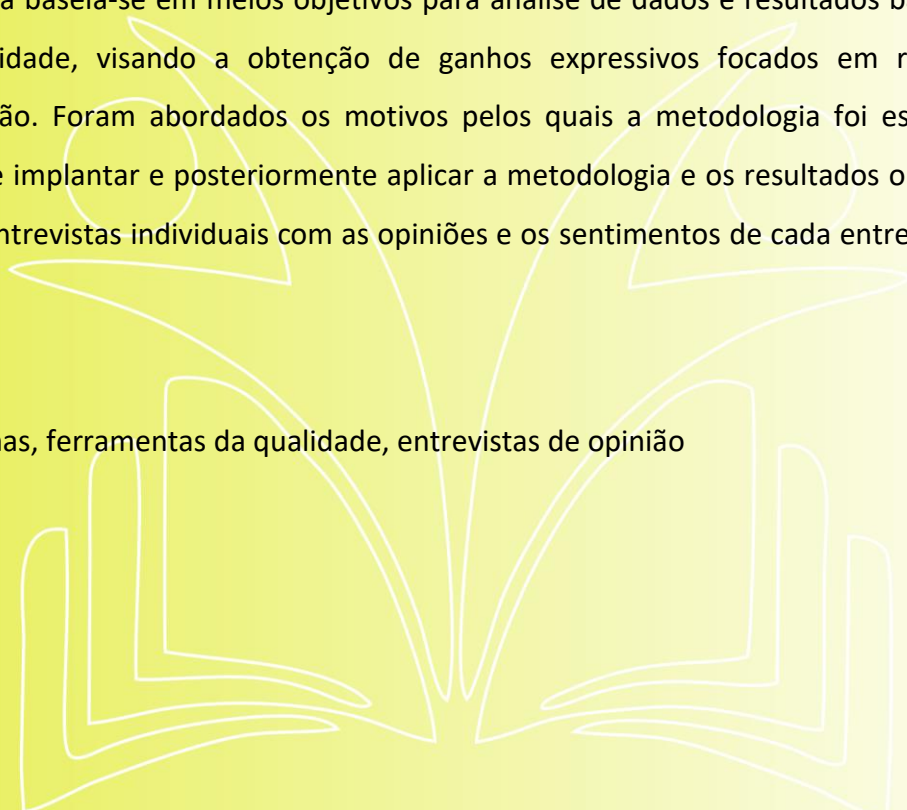 a baseia-se em meios objetivos para análise de dados e resultados b
idade, visando a obtenção de ganhos expressivos focados em r
ão. Foram abordados os motivos pelos quais a metodologia foi es
e implantar e posteriormente aplicar a metodologia e os resultados o
ntrevistas individuais com as opiniões e os sentimentos de cada entre
as, ferramentas da qualidade, entrevistas de opinião